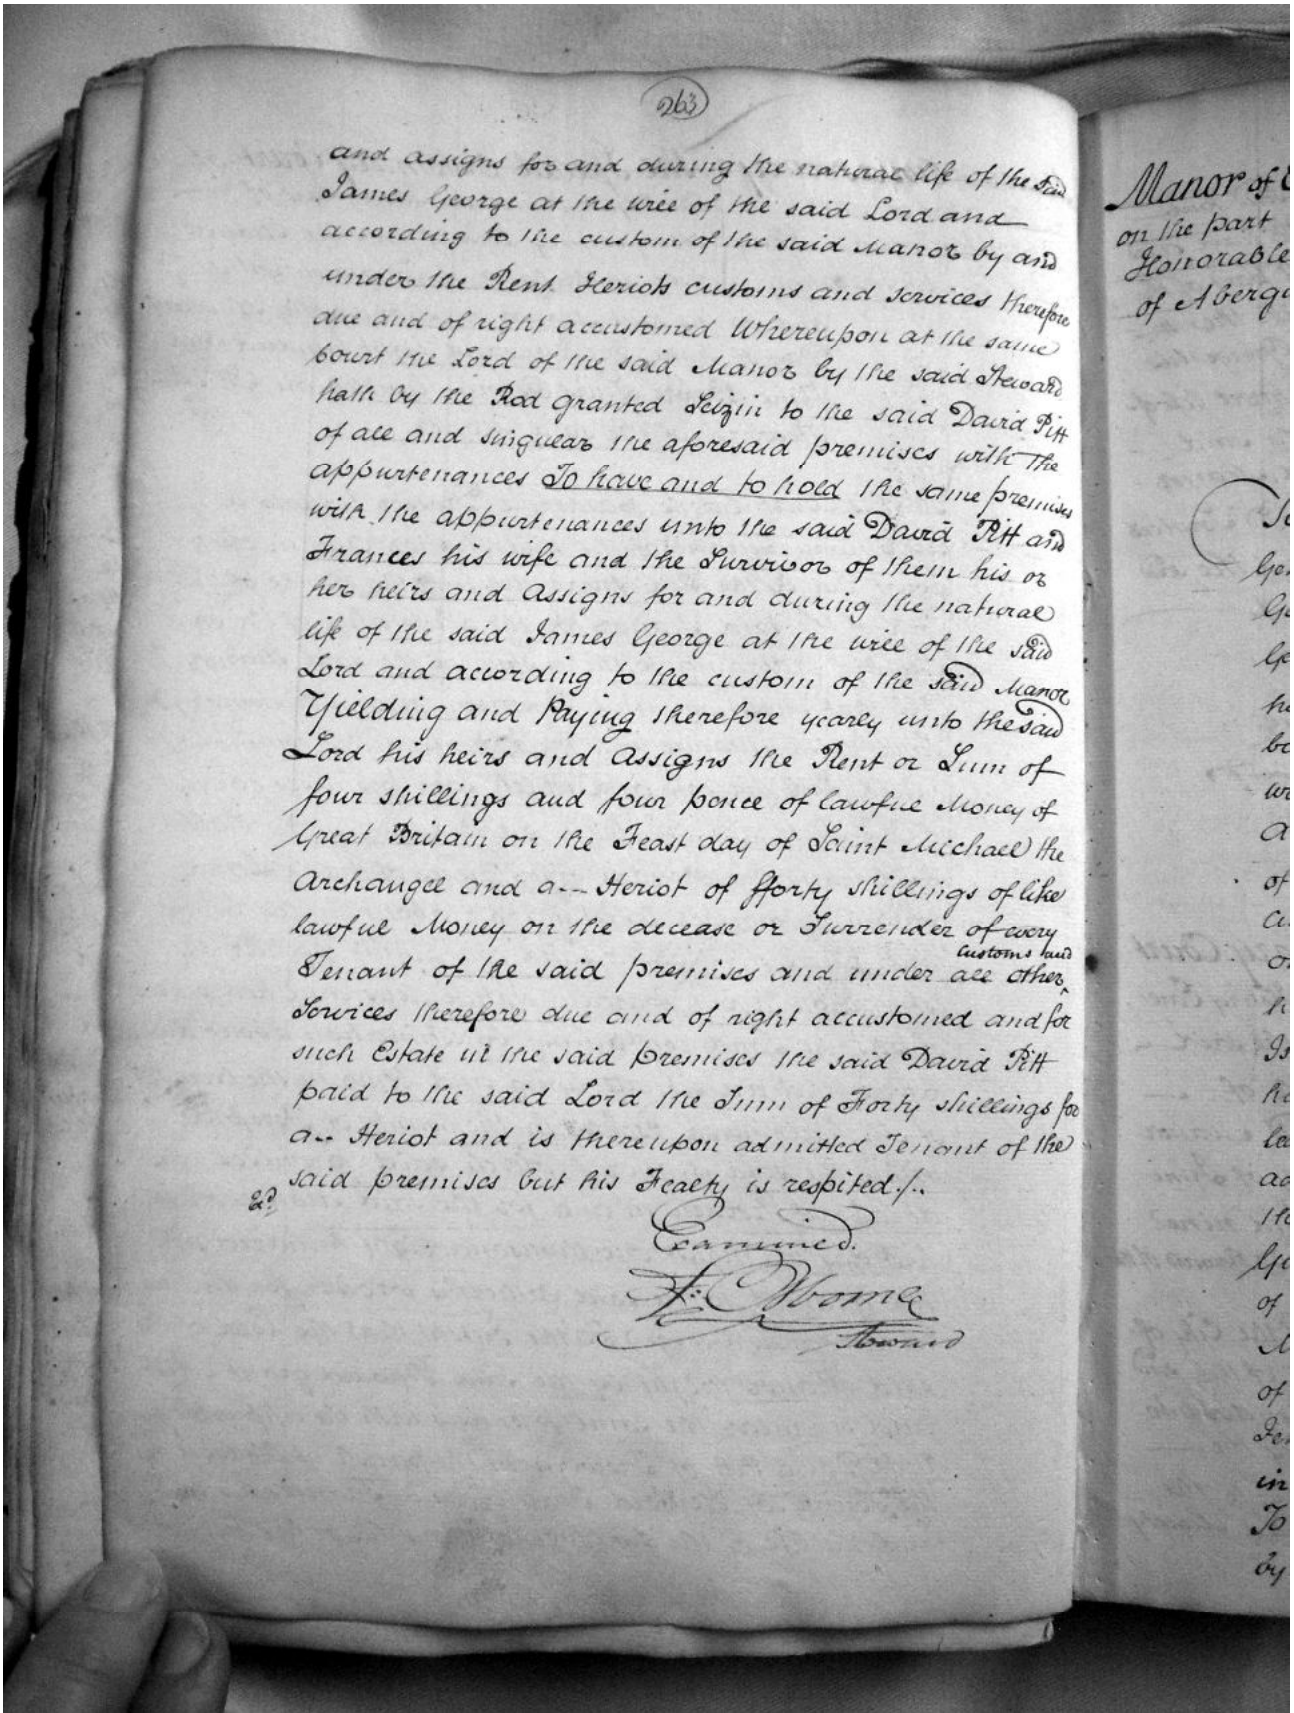 263
and assigns for and during the natural life of the said
James George at the will of the said Lord and
according to the custom of the said Manor by and
under the Rent Heriots customs and services therefore
due and of right accustomed Whereupon at the same
Court the Lord of the said Manor by the said Steward
hath by the Rod granted Seizin to the said David Pitt
of all and singular the aforesaid premises with the
appurtenances To have and to hold the same premises
with the appurtenances unto the said David Pitt and
Frances his wife and the Survivor of them his or
her heirs and Assigns for and during the natural
life of the said James George at the will of the said
Lord and according to the custom of the said Manor
Yielding and Paying therefore yearly unto the said
Lord his heirs and Assigns the Rent or Sum of
four shillings and four pence of lawful Money of
Great Britain on the Feast day of Saint Michael the
Archangel and a-- Heriot of fforty shillings of like
lawful Money on the decease or Surrender of every
customs and
Tenant of the said premises and under all other
Services therefore due and of right accustomed and for
such Estate in the said premises the said David Pitt
paid to the said Lord the Sum of Forty shillings for
a-- Heriot and is thereupon admitted Tenant of the
said premises but his Fealty is respited./.
Examined.
Steward
Manor of
on the part
Honorable
of
of
of
of
in
To
by